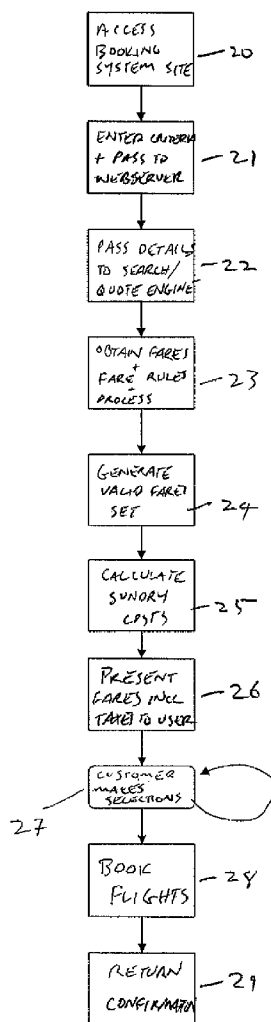 ACCESS
BOOKING
SYSTEM SITE
20
ENTER CRITERIA
+ PASS TO
WEBSERVER
21
PASS DETAILS
TO SEARCH/
QUOTE ENGINE
22
OBTAIN FARES
+
FARE RULES
+
PROCESS
23
GENERATE
VALID FARES
SET
24
CALCULATE
SUNDRY
COSTS
25
PRESENT
FARES INCL
TAXES TO USER
26
CUSTOMER
MAKES
SELECTIONS
27
BOOK
FLIGHTS
28
RETURN
CONFIRMATION
29